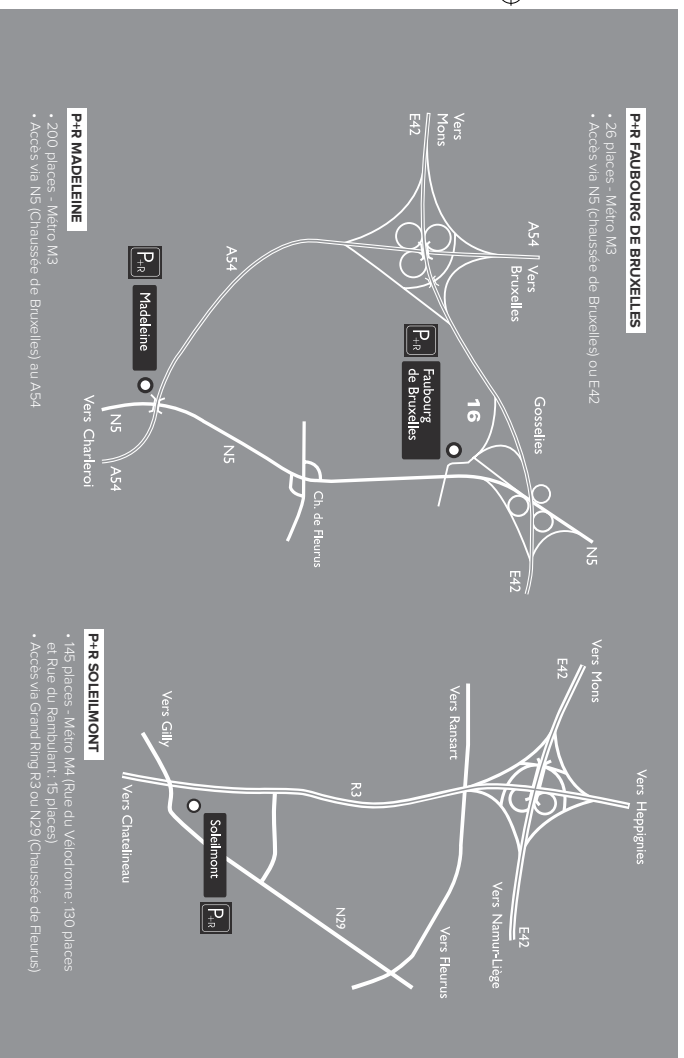 P+R FAUBOURG DE BRUXELLES
• 26 places - Métro M3
• Accès via N5 (chaussée de Bruxelles) ou E42
A54
Vers
Bruxelles
Vers
Mons
E42
Gosselies
N5
E42
16
P+R
Faubourg
de Bruxelles
A54
Ch. de Fleurus
N5
P+R
Madeleine
N5
A54
Vers Charleroi
P+R MADELEINE
• 200 places - Métro M3
• Accès via N5 (Chaussée de Bruxelles) au A54
Vers Heppignies
Vers Mons
E42
E42
Vers Namur-Liège
Vers Ransart
Vers Fleurus
R3
N29
Soleilmont
P+R
Vers Gilly
Vers Chatelineau
P+R SOLEILMONT
• 145 places - Métro M4 (Rue du Vélodrome : 130 places
et Rue du Rambulant : 15 places)
• Accès via Grand Ring R3 ou N29 (Chaussée de Fleurus)